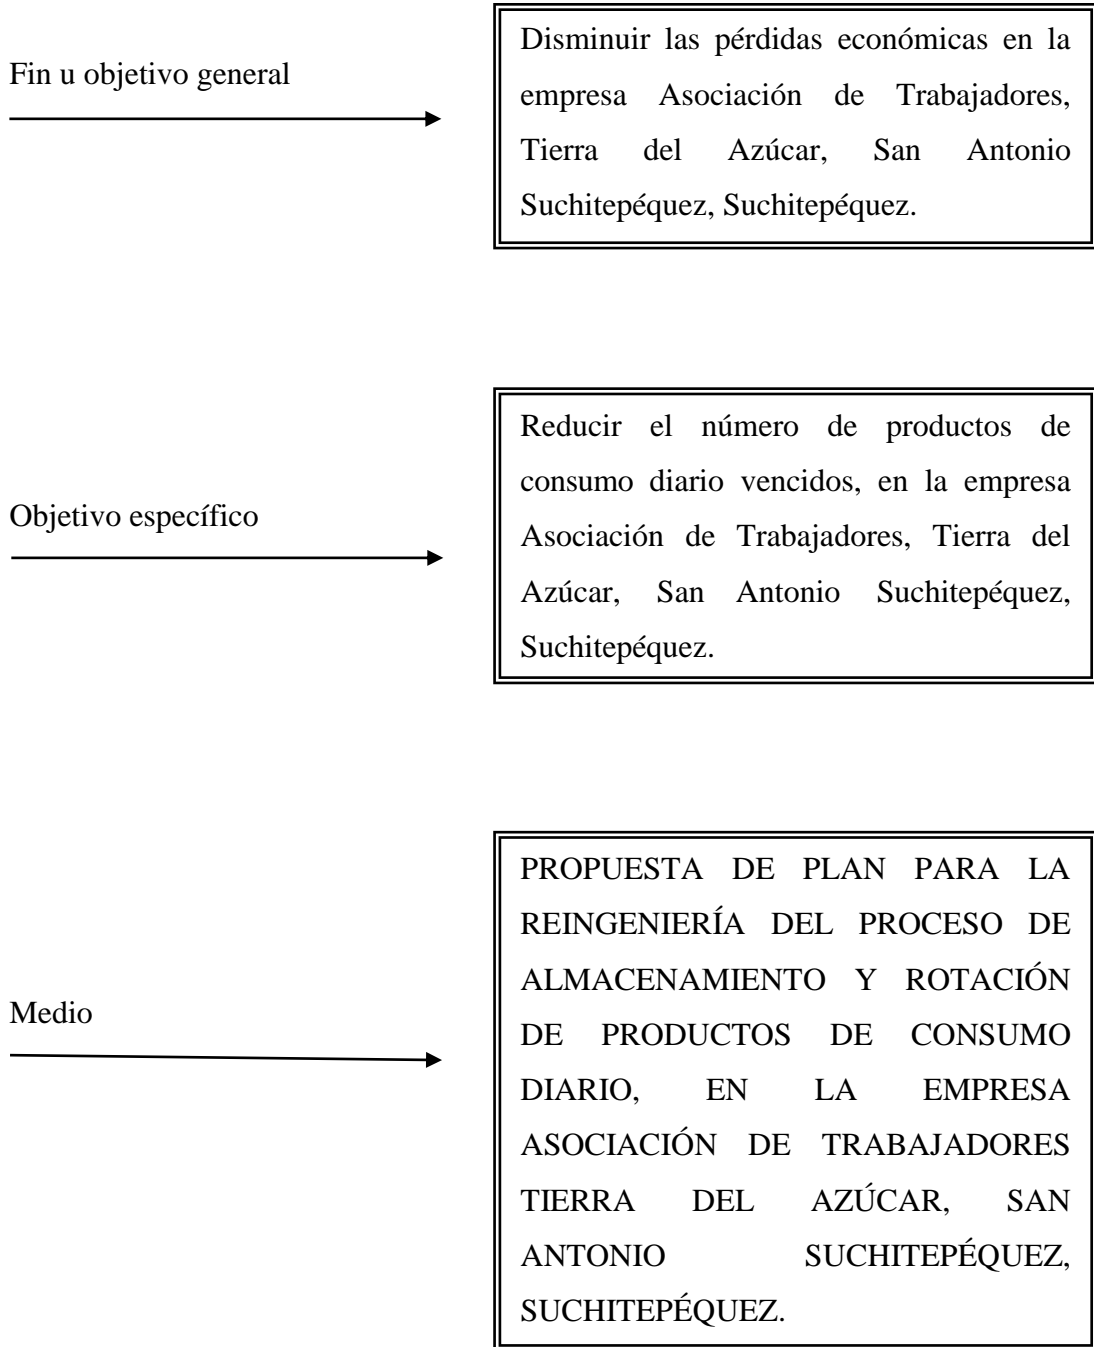 Fin u objetivo general
Disminuir las pérdidas económicas en la
empresa Asociación de Trabajadores,
Tierra del Azúcar, San Antonio
Suchitepéquez, Suchitepéquez.
Objetivo específico
Reducir el número de productos de
consumo diario vencidos, en la empresa
Asociación de Trabajadores, Tierra del
Azúcar, San Antonio Suchitepéquez,
Suchitepéquez.
Medio
PROPUESTA DE PLAN PARA LA
REINGENIERÍA DEL PROCESO DE
ALMACENAMIENTO Y ROTACIÓN
DE PRODUCTOS DE CONSUMO
DIARIO, EN LA EMPRESA
ASOCIACIÓN DE TRABAJADORES
TIERRA DEL AZÚCAR, SAN
ANTONIO SUCHITEPÉQUEZ,
SUCHITEPÉQUEZ.